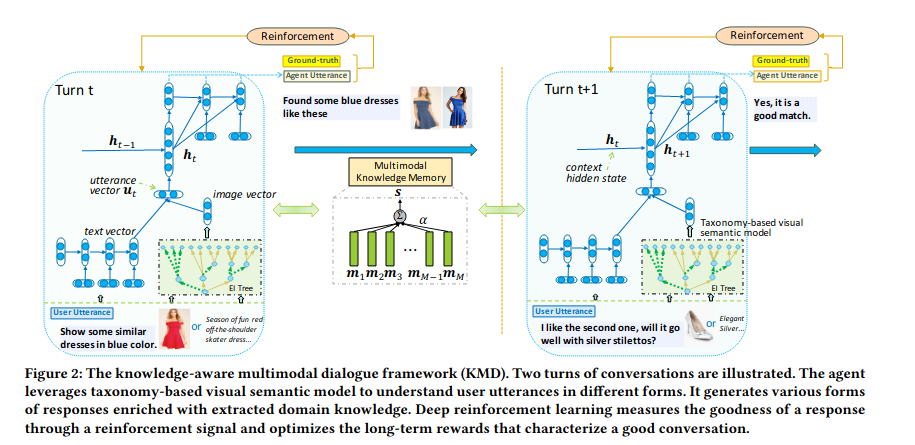 Reinforcement
Ground-truth
Agent Utterance
Turn t
Found some blue dresses
like these
h_{t−1}
h_t
utterance
vector u_t
image vector
text vector
EI Tree
User Utterance
Show some similar
dresses in blue color.
or
Season of fun red
off-the-shoulder
skater dress...
Multimodal
Knowledge Memory
s
Σ
α
m_1 m_2 m_3 ... m_{M−1} m_M
Reinforcement
Ground-truth
Agent Utterance
Turn t+1
Yes, it is a
good match.
h_t
h_{t+1}
context
hidden state
Taxonomy-based visual
semantic model
EI Tree
User Utterance
I like the second one, will it go
well with silver stilettos?
or
Elegant
Silver...
Figure 2: The knowledge-aware multimodal dialogue framework (KMD). Two turns of conversations are illustrated. The agent
leverages taxonomy-based visual semantic model to understand user utterances in different forms. It generates various forms
of responses enriched with extracted domain knowledge. Deep reinforcement learning measures the goodness of a response
through a reinforcement signal and optimizes the long-term rewards that characterize a good conversation.